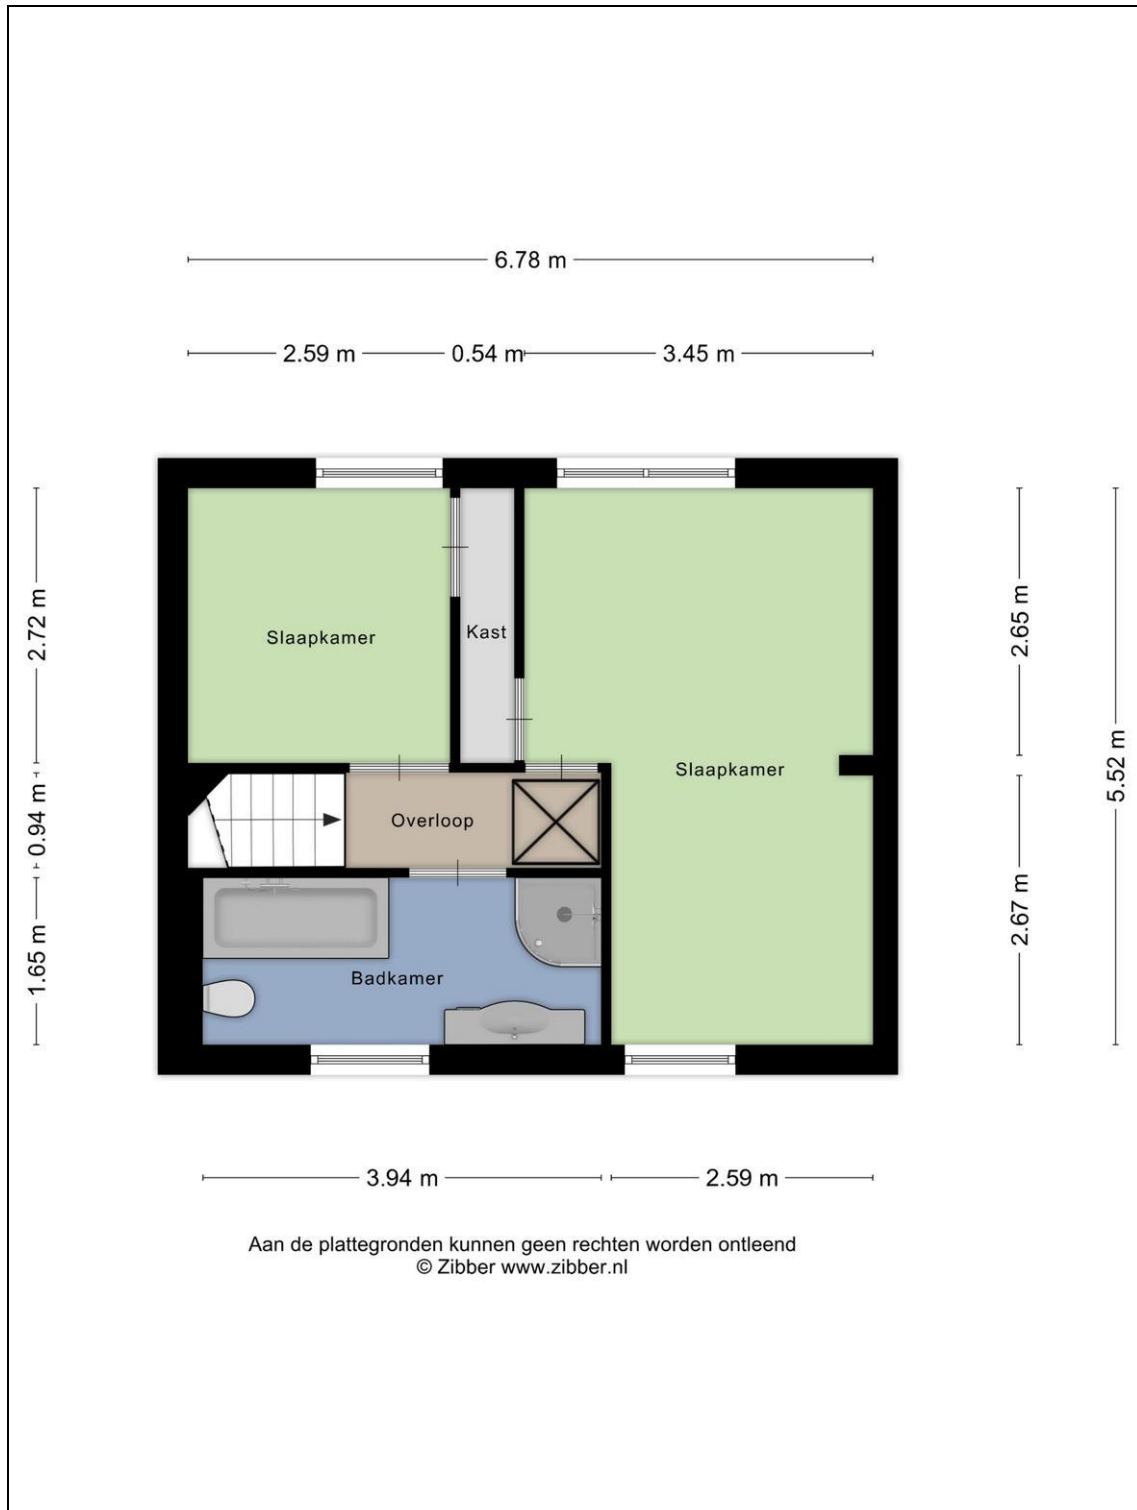 6.78 m
2.59 m 0.54 m 3.45 m
2.72 m
0.94 m
1.65 m
2.65 m
2.67 m
5.52 m
Slaapkamer
Kast
Slaapkamer
Overloop
Badkamer
3.94 m 2.59 m
Aan de plattegronden kunnen geen rechten worden ontleend
© Zibber www.zibber.nl